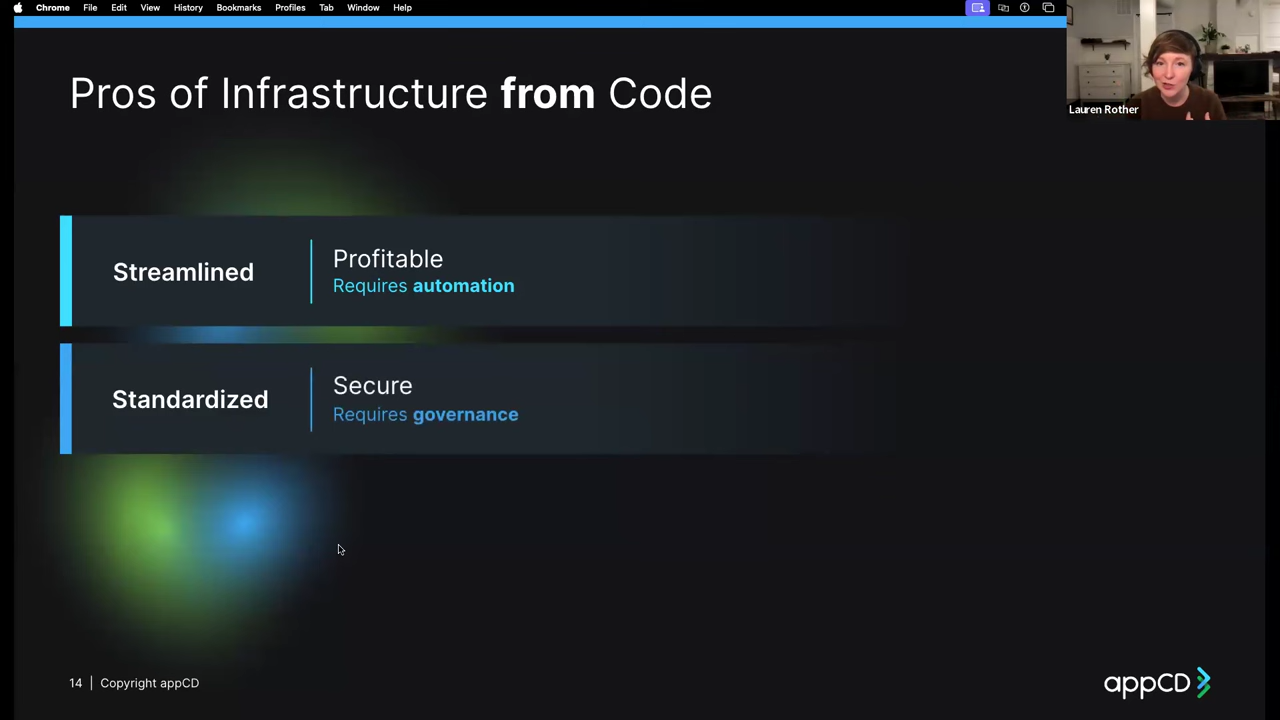 Chrome File Edit View History Bookmarks Profiles Tab Window Help
Lauren Rother
Pros of Infrastructure from Code
Streamlined
Profitable
Requires automation
Standardized
Secure
Requires governance
14 | Copyright appCD
appCD